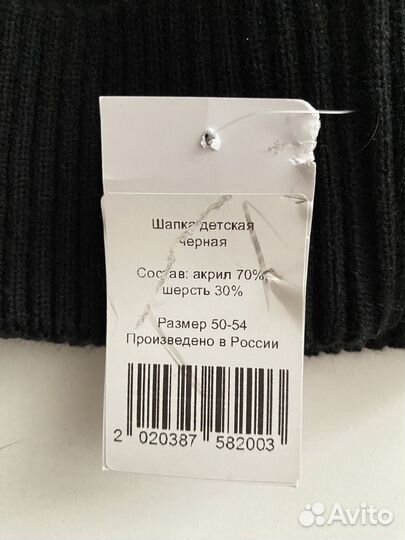 Шапка детская
черная
Состав: акрил 70%,
шерсть 30%
Размер 50-54
Произведено в России
2 020387 582003
Avito